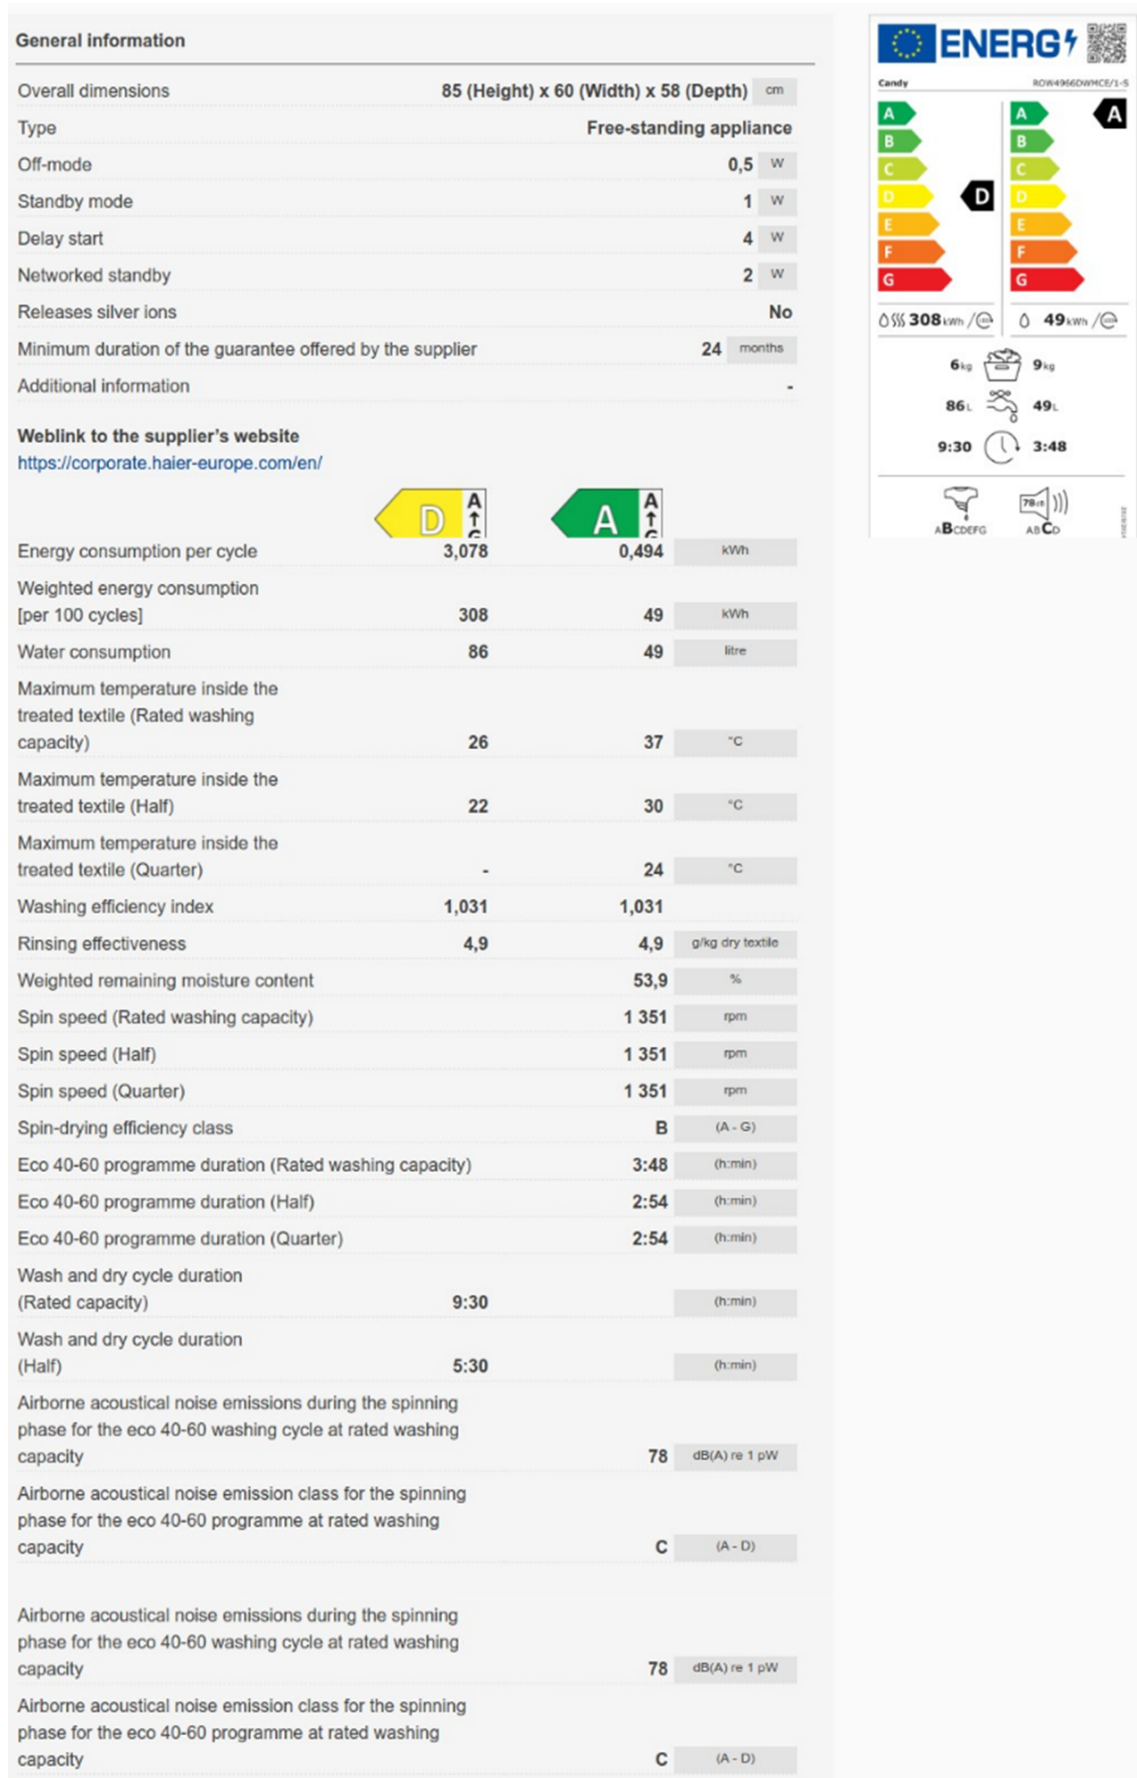 General information
Overall dimensions 85 (Height) x 60 (Width) x 58 (Depth) cm
Type Free-standing appliance
Off-mode 0,5 W
Standby mode 1 W
Delay start 4 W
Networked standby 2 W
Releases silver ions No
Minimum duration of the guarantee offered by the supplier 24 months
Additional information -
Weblink to the supplier's website
https://corporate.haier-europe.com/en/
D A G A A G
Energy consumption per cycle 3,078 0,494 kWh
Weighted energy consumption
[per 100 cycles] 308 49 kWh
Water consumption 86 49 litre
Maximum temperature inside the
treated textile (Rated washing
capacity) 26 37 °C
Maximum temperature inside the
treated textile (Half) 22 30 °C
Maximum temperature inside the
treated textile (Quarter) - 24 °C
Washing efficiency index 1,031 1,031
Rinsing effectiveness 4,9 4,9 g/kg dry textile
Weighted remaining moisture content 53,9 %
Spin speed (Rated washing capacity) 1 351 rpm
Spin speed (Half) 1 351 rpm
Spin speed (Quarter) 1 351 rpm
Spin-drying efficiency class B (A - G)
Eco 40-60 programme duration (Rated washing capacity) 3:48 (h:min)
Eco 40-60 programme duration (Half) 2:54 (h:min)
Eco 40-60 programme duration (Quarter) 2:54 (h:min)
Wash and dry cycle duration
(Rated capacity) 9:30 (h:min)
Wash and dry cycle duration
(Half) 5:30 (h:min)
Airborne acoustical noise emissions during the spinning
phase for the eco 40-60 washing cycle at rated washing
capacity 78 dB(A) re 1 pW
Airborne acoustical noise emission class for the spinning
phase for the eco 40-60 programme at rated washing
capacity C (A - D)
Airborne acoustical noise emissions during the spinning
phase for the eco 40-60 washing cycle at rated washing
capacity 78 dB(A) re 1 pW
Airborne acoustical noise emission class for the spinning
phase for the eco 40-60 programme at rated washing
capacity C (A - D)
ENERG
Candy ROW4966DWMCE/1-S
A A A
B B
C C
D D D
E E
F F
G G
308 kWh / 49 kWh /
6 kg 9 kg
86 L 49 L
9:30 3:48
78 dB
ABCDEFG ABCD